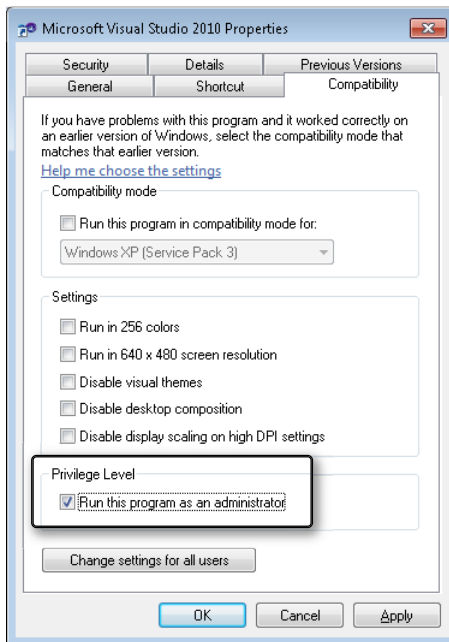 Microsoft Visual Studio 2010 Properties
Security Details Previous Versions
General Shortcut Compatibility
If you have problems with this program and it worked correctly on
an earlier version of Windows, select the compatibility mode that
matches that earlier version.
Help me choose the settings
Compatibility mode
Run this program in compatibility mode for:
Windows XP (Service Pack 3)
Settings
Run in 256 colors
Run in 640 x 480 screen resolution
Disable visual themes
Disable desktop composition
Disable display scaling on high DPI settings
Privilege Level
Run this program as an administrator
Change settings for all users
OK Cancel Apply